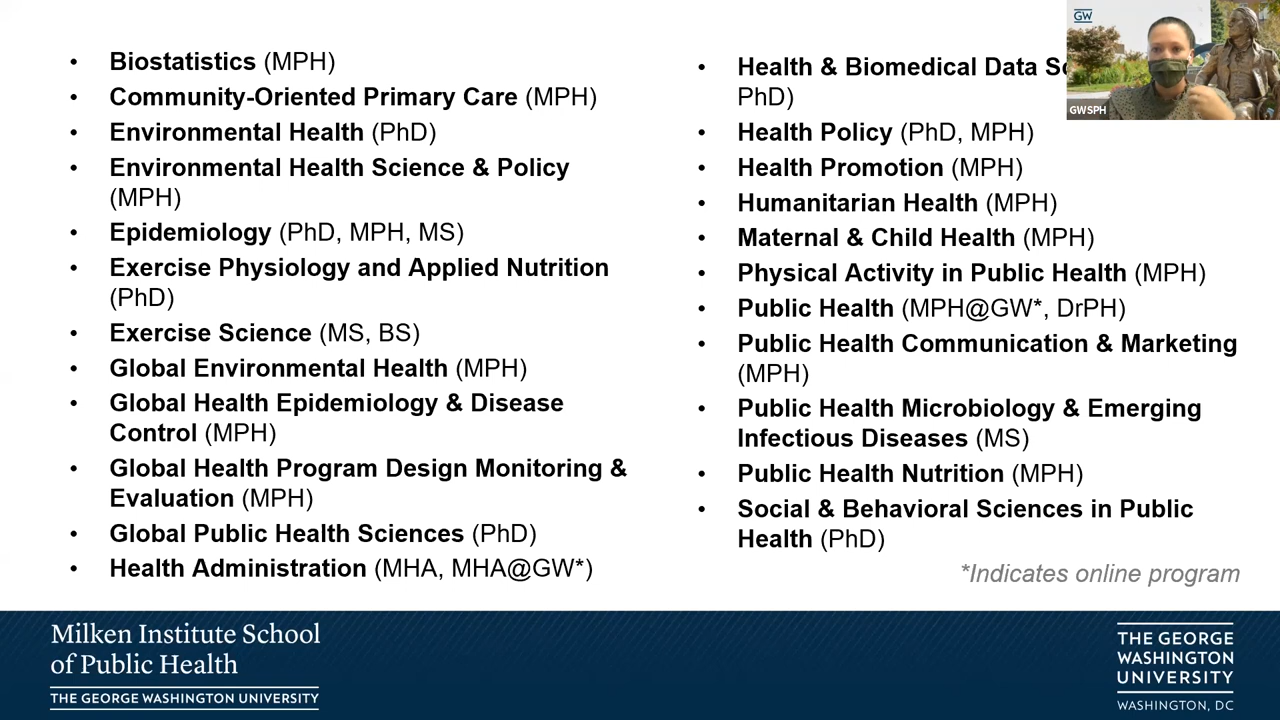 • Biostatistics (MPH)
• Community-Oriented Primary Care (MPH)
• Environmental Health (PhD)
• Environmental Health Science & Policy
(MPH)
• Epidemiology (PhD, MPH, MS)
• Exercise Physiology and Applied Nutrition
(PhD)
• Exercise Science (MS, BS)
• Global Environmental Health (MPH)
• Global Health Epidemiology & Disease
Control (MPH)
• Global Health Program Design Monitoring &
Evaluation (MPH)
• Global Public Health Sciences (PhD)
• Health Administration (MHA, MHA@GW*)
• Health & Biomedical Data
PhD)
• Health Policy (PhD, MPH)
• Health Promotion (MPH)
• Humanitarian Health (MPH)
• Maternal & Child Health (MPH)
• Physical Activity in Public Health (MPH)
• Public Health (MPH@GW*, DrPH)
• Public Health Communication & Marketing
(MPH)
• Public Health Microbiology & Emerging
Infectious Diseases (MS)
• Public Health Nutrition (MPH)
• Social & Behavioral Sciences in Public
Health (PhD)
*Indicates online program
GW
GWSPH
Milken Institute School
of Public Health
THE GEORGE WASHINGTON UNIVERSITY
THE GEORGE
WASHINGTON
UNIVERSITY
WASHINGTON, DC